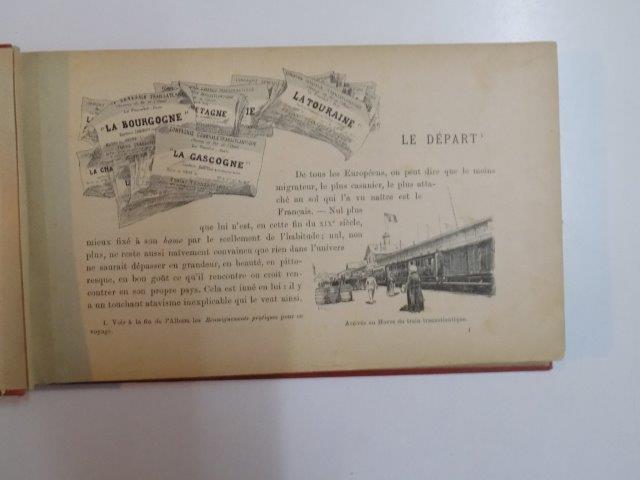 COMPAGNIE GENERALE TRANSATLANTIQUE
"LA BOURGOGNE"
"LA TOURAINE"
"LA GASCOGNE"
LE DÉPART¹
De tous les Européens, on peut dire que le moins
migrateur, le plus casanier, le plus atta-
ché au sol qui l'a vu naître est le
Français. — Nul plus
que lui n'est, en cette fin du XIXᵉ siècle,
mieux fixé à son home par le scellement de l'habitude; nul, non
plus, ne reste aussi naïvement convaincu que rien dans l'univers
ne saurait dépasser en grandeur, en beauté, en pitto-
resque, en bon goût ce qu'il rencontre ou croit ren-
contrer en son propre pays. Cela est inné en lui : il y
a un touchant atavisme inexplicable qui le veut ainsi.
1. Voir à la fin de l'Album les Renseignements pratiques pour ce
voyage.
Arrivée au Havre du train transatlantique.
1